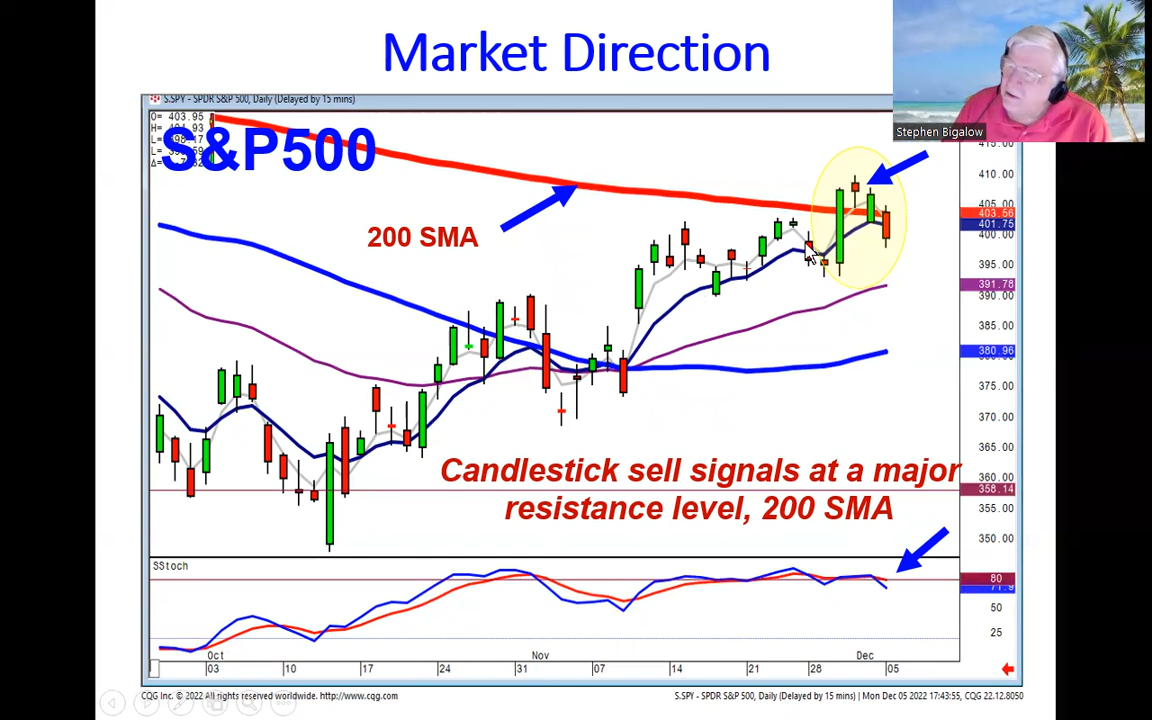 Market Direction
Stephen Bigalow
S.SPY - SPDR S&P 500, Daily (Delayed by 15 mins)
O= 403.95
S&P500
200 SMA
410.00
405.00
403.56
401.75
400.00
395.00
391.78
390.00
385.00
380.96
375.00
370.00
365.00
360.00
358.14
355.00
350.00
Candlestick sell signals at a major
resistance level, 200 SMA
SStoch
80
50
25
Oct
Nov
Dec
03
10
17
24
31
07
14
21
28
05
CQG Inc. © 2022 All rights reserved worldwide. http://www.cqg.com
S.SPY - SPDR S&P 500, Daily (Delayed by 15 mins) | Mon Dec 05 2022 17:43:55, CQG 22.12.8050